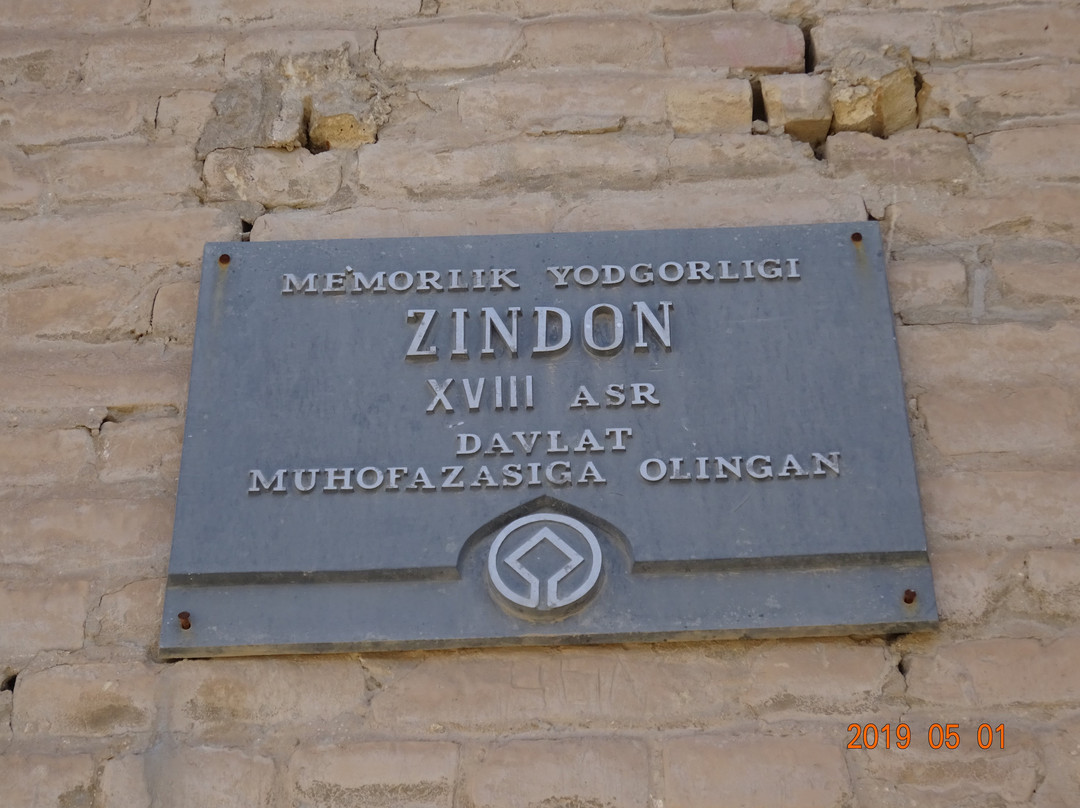 MEMORLIK YODGORLIGI
ZINDON
XVIII ASR
DAVLAT
MUHOFAZASIGA OLINGAN
2019 05 01